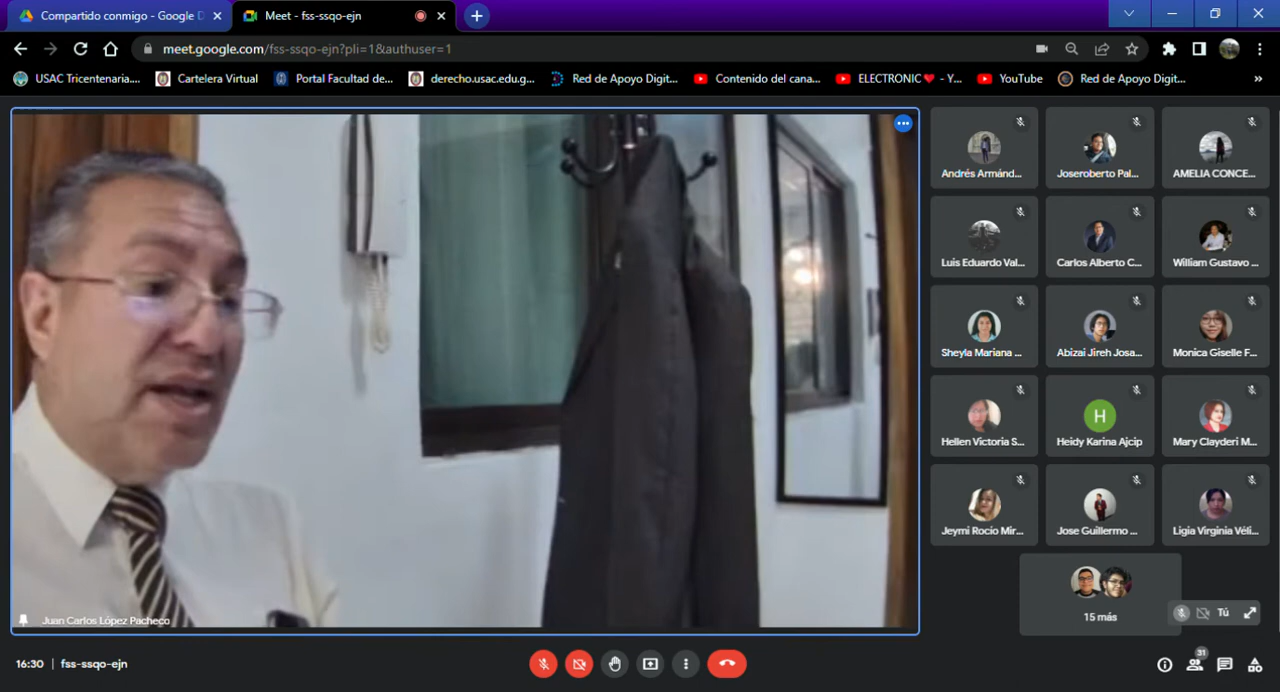 Compartido conmigo - Google D
Meet - fss-ssqo-ejn
meet.google.com/fss-ssqo-ejn?pli=1&authuser=1
USAC Tricentenaria....
Cartelera Virtual
Portal Facultad de...
derecho.usac.edu.g...
Red de Apoyo Digit...
Contenido del cana...
ELECTRONIC❤ - Y...
YouTube
Red de Apoyo Digit...
»
Andrés Armánd...
Joseroberto Pal...
AMELIA CONCE...
Luis Eduardo Val...
Carlos Alberto C...
William Gustavo ...
Sheyla Mariana ...
Abizai Jireh Josa...
Monica Giselle F...
Hellen Victoria S...
H
Heidy Karina Ajcip
Mary Clayderi M...
Jeymi Rocío Mir...
Jose Guillermo ...
Ligia Virginia Véli...
15 más
Tú
Juan Carlos López Pacheco
16:30 | fss-ssqo-ejn
31